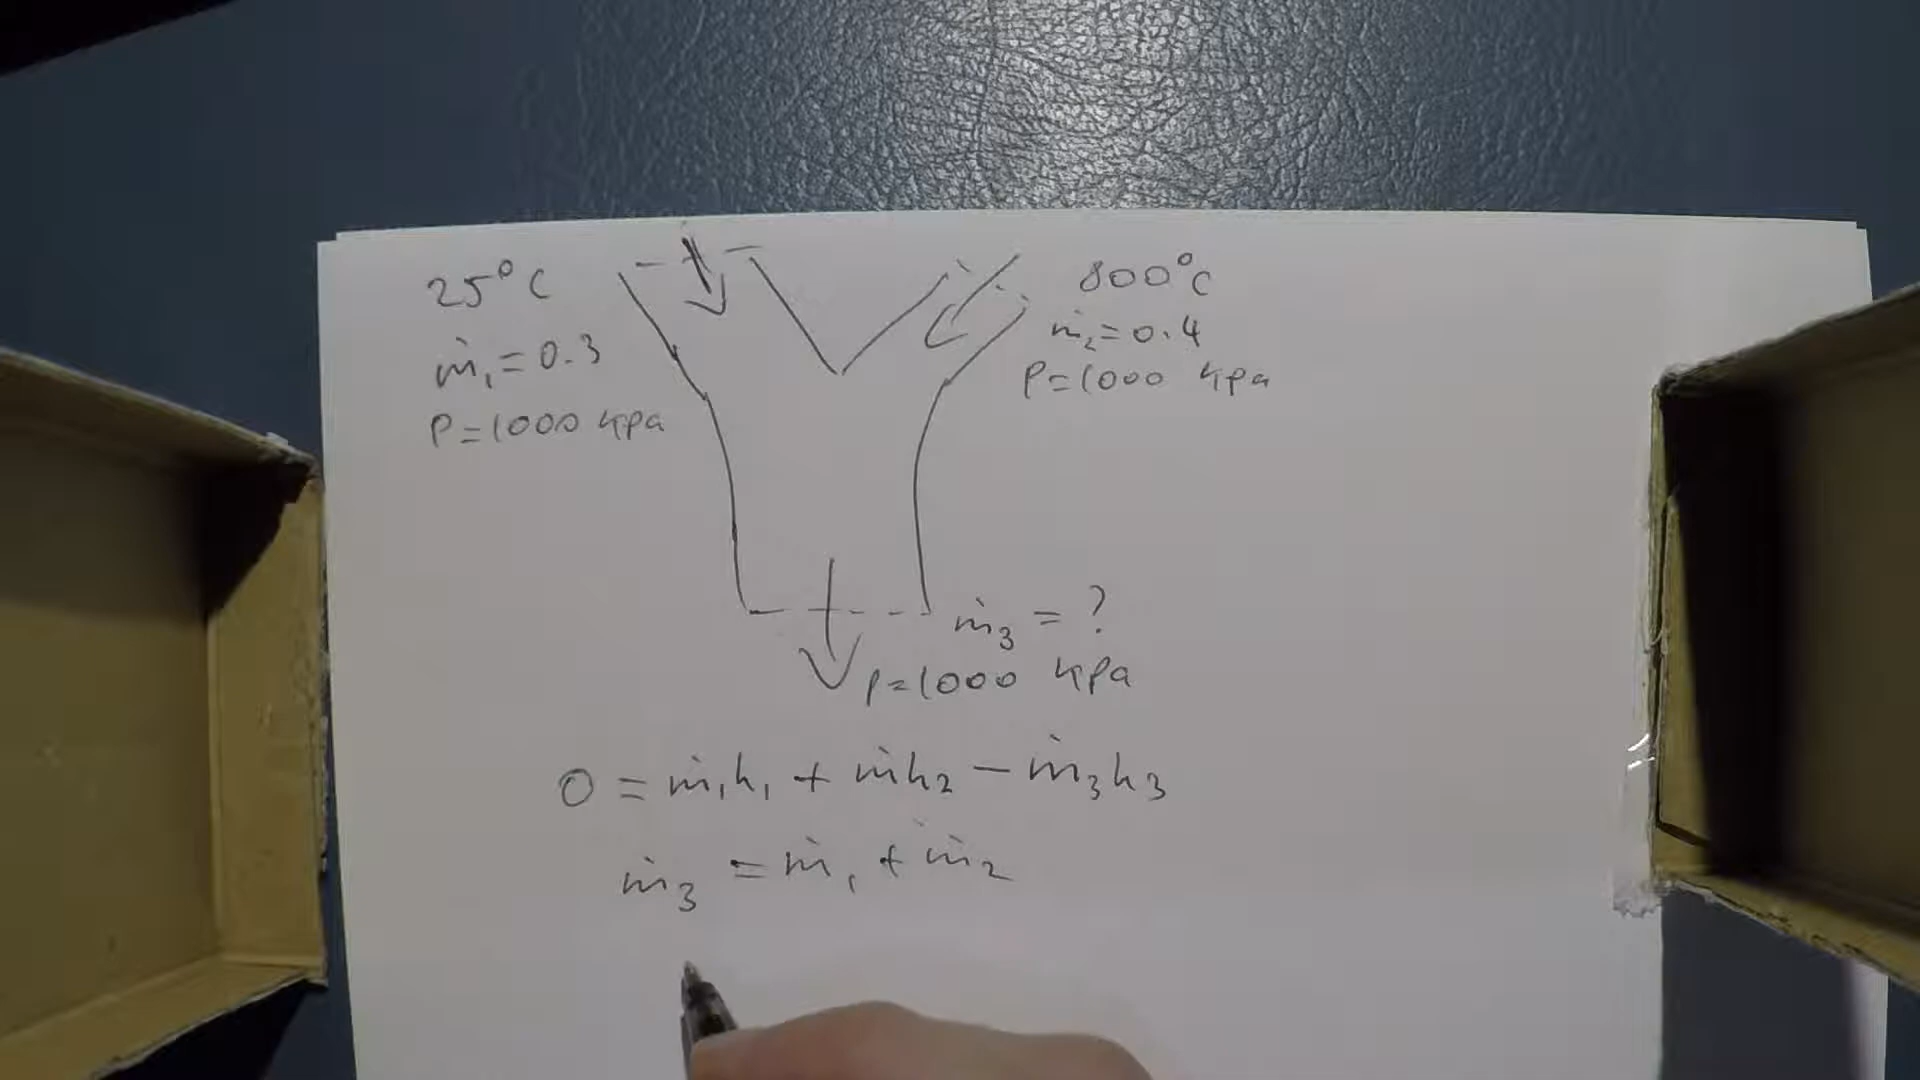 25°C
ṁ₁ = 0.3
P = 1000 kpa
800°C
ṁ₂ = 0.4
P = 1000 kpa
ṁ₃ = ?
P = 1000 kpa
0 = ṁ₁h₁ + ṁh₂ − ṁ₃h₃
ṁ₃ = ṁ₁ + ṁ₂